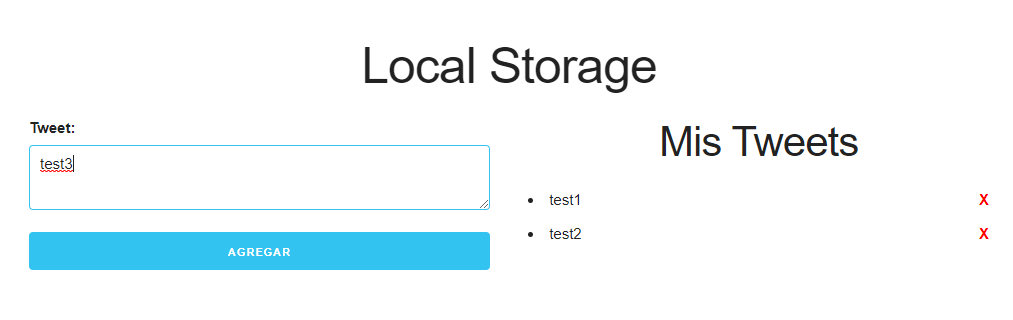 Local Storage
Tweet:
test3
AGREGAR
Mis Tweets
test1 X
test2 X